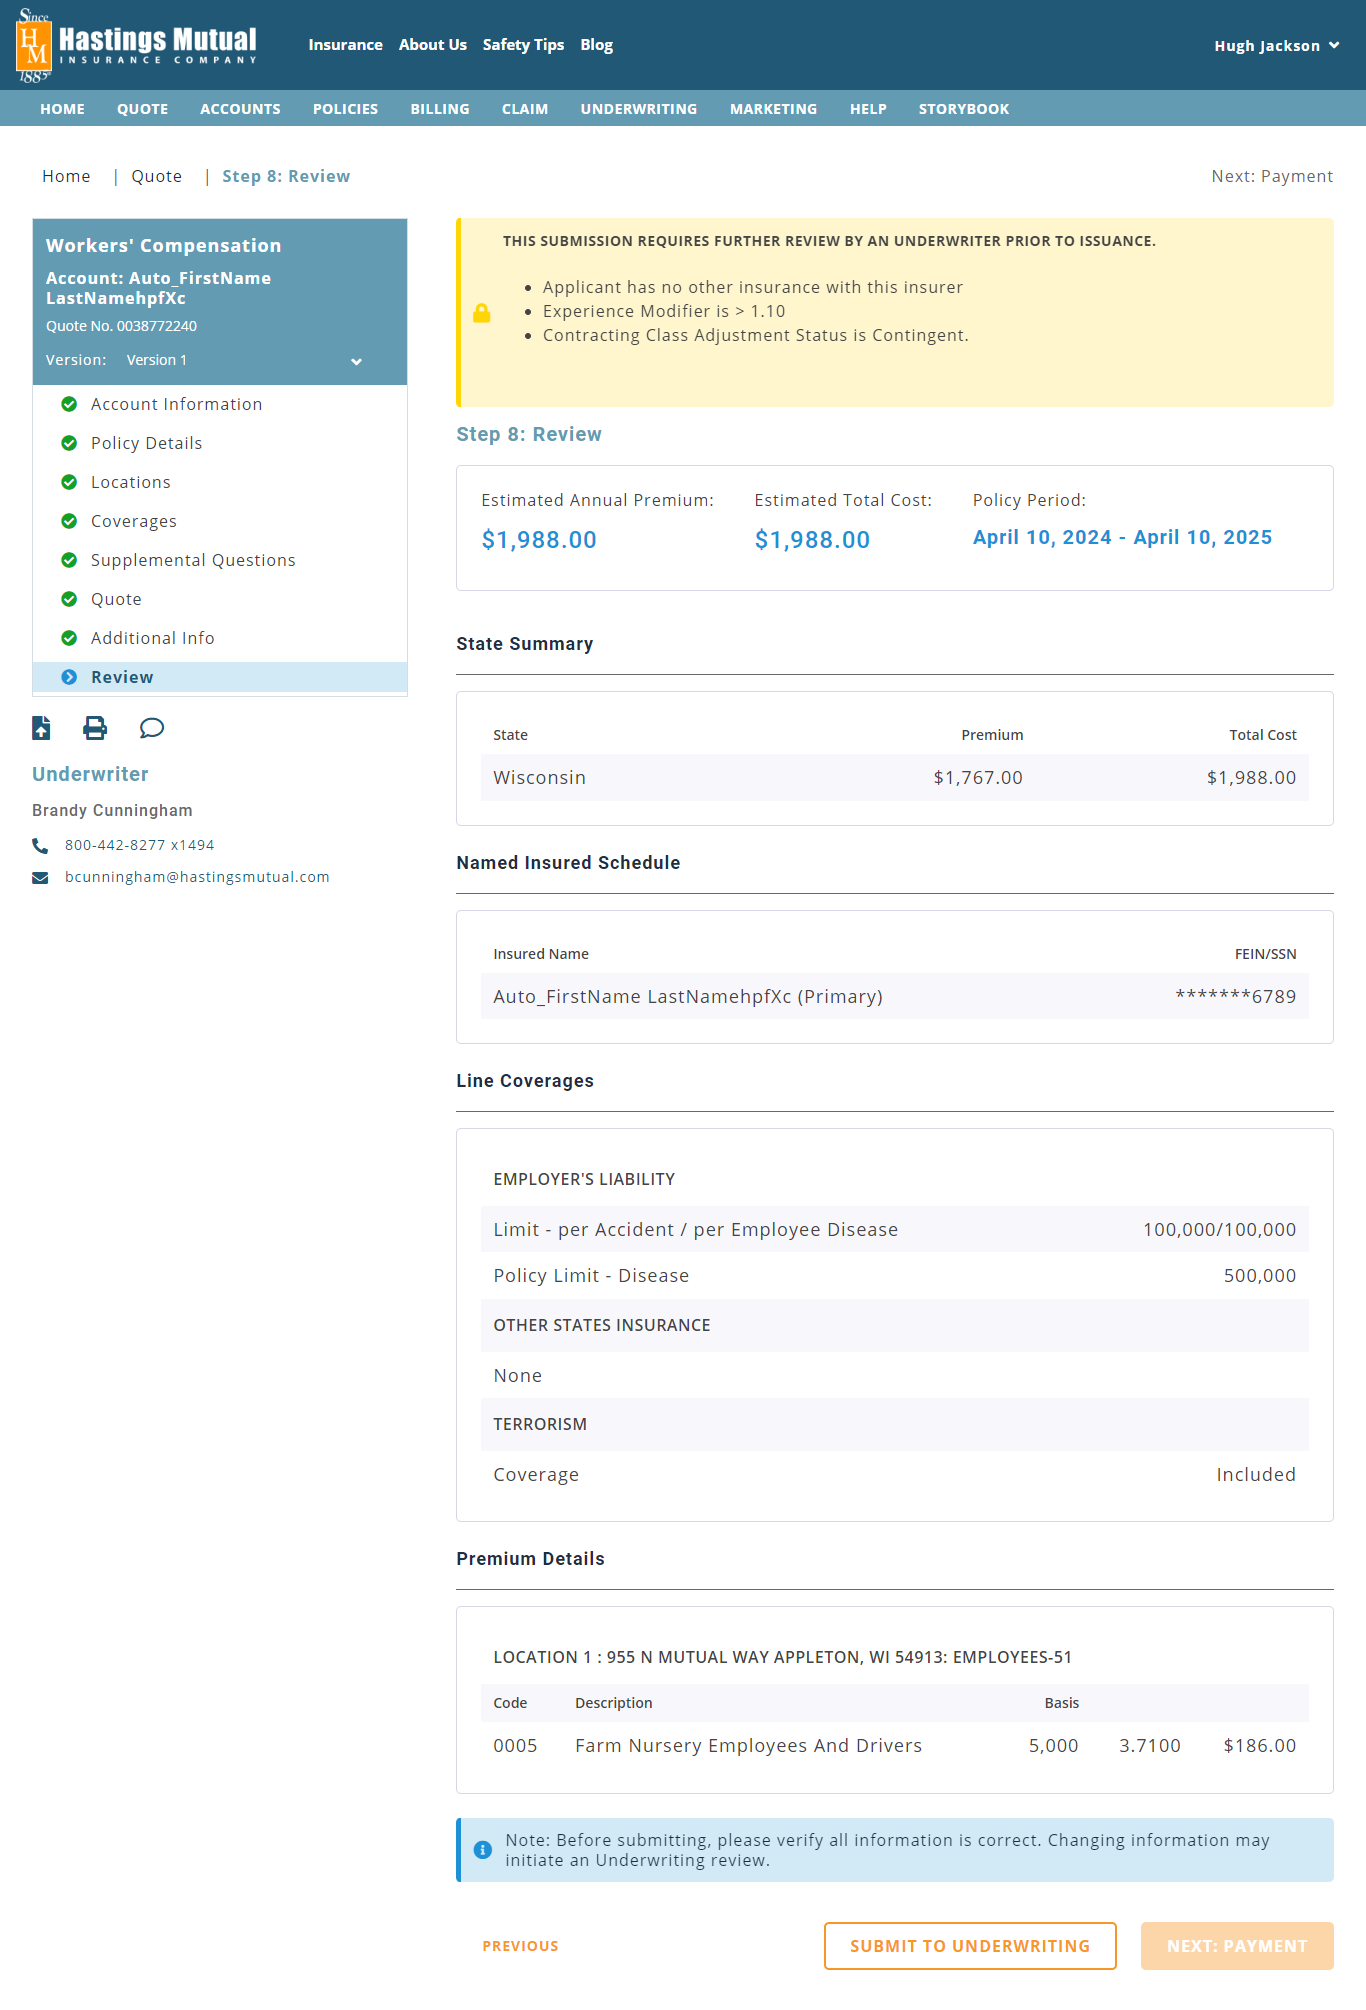 Since
HM
1885
Hastings Mutual
INSURANCE COMPANY
Insurance About Us Safety Tips Blog
Hugh Jackson
HOME QUOTE ACCOUNTS POLICIES BILLING CLAIM UNDERWRITING MARKETING HELP STORYBOOK
Home | Quote | Step 8: Review
Next: Payment
Workers' Compensation
Account: Auto_FirstName
LastNamehpfXc
Quote No. 0038772240
Version: Version 1
Account Information
Policy Details
Locations
Coverages
Supplemental Questions
Quote
Additional Info
Review
Underwriter
Brandy Cunningham
800-442-8277 x1494
bcunningham@hastingsmutual.com
THIS SUBMISSION REQUIRES FURTHER REVIEW BY AN UNDERWRITER PRIOR TO ISSUANCE.
• Applicant has no other insurance with this insurer
• Experience Modifier is > 1.10
• Contracting Class Adjustment Status is Contingent.
Step 8: Review
Estimated Annual Premium: Estimated Total Cost: Policy Period:
$1,988.00 $1,988.00 April 10, 2024 - April 10, 2025
State Summary
State Premium Total Cost
Wisconsin $1,767.00 $1,988.00
Named Insured Schedule
Insured Name FEIN/SSN
Auto_FirstName LastNamehpfXc (Primary) *******6789
Line Coverages
EMPLOYER'S LIABILITY
Limit - per Accident / per Employee Disease 100,000/100,000
Policy Limit - Disease 500,000
OTHER STATES INSURANCE
None
TERRORISM
Coverage Included
Premium Details
LOCATION 1 : 955 N MUTUAL WAY APPLETON, WI 54913: EMPLOYEES-51
Code Description Basis
0005 Farm Nursery Employees And Drivers 5,000 3.7100 $186.00
Note: Before submitting, please verify all information is correct. Changing information may
initiate an Underwriting review.
PREVIOUS SUBMIT TO UNDERWRITING NEXT: PAYMENT